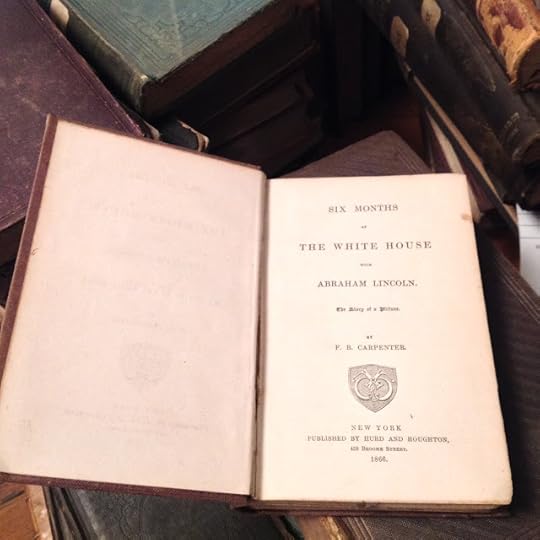 SIX MONTHS
AT
THE WHITE HOUSE
WITH
ABRAHAM LINCOLN.
The Story of a Picture.
BY
F. B. CARPENTER.
NEW YORK
PUBLISHED BY HURD AND HOUGHTON,
459 BROOME STREET.
1866.